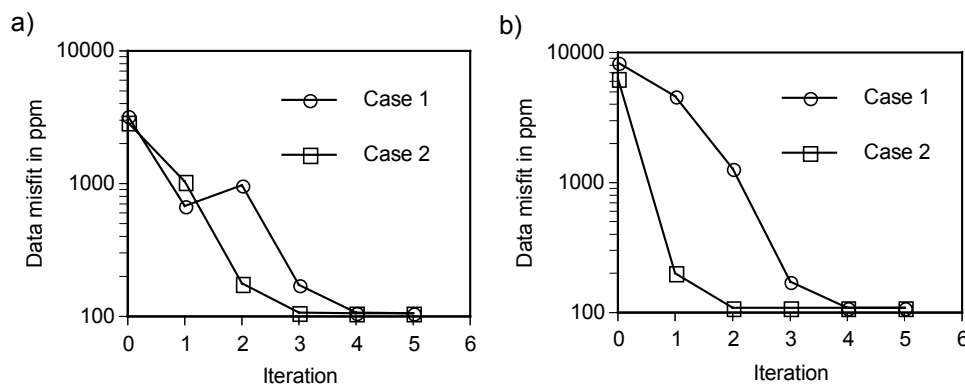 a)
10000
1000
100
Data misfit in ppm
Case 1
Case 2
0 1 2 3 4 5 6
Iteration
b)
10000
1000
100
Data misfit in ppm
Case 1
Case 2
0 1 2 3 4 5 6
Iteration